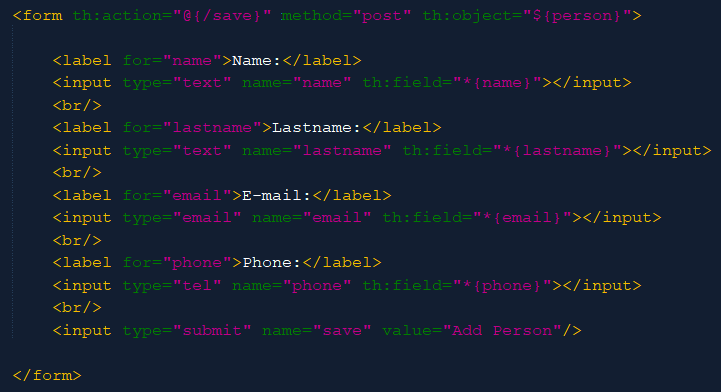 <form th:action="@{/save}" method="post" th:object="${person}">
<label for="name">Name:</label>
<input type="text" name="name" th:field="*{name}"></input>
<br/>
<label for="lastname">Lastname:</label>
<input type="text" name="lastname" th:field="*{lastname}"></input>
<br/>
<label for="email">E-mail:</label>
<input type="email" name="email" th:field="*{email}"></input>
<br/>
<label for="phone">Phone:</label>
<input type="tel" name="phone" th:field="*{phone}"></input>
<br/>
<input type="submit" name="save" value="Add Person"/>
</form>